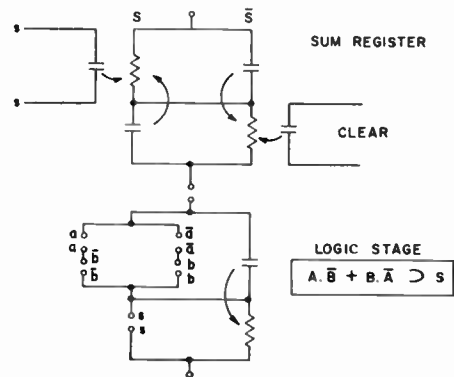 S S̅
s
SUM REGISTER
s
CLEAR
a a̅
a a̅
b̅ b
b̅ b
LOGIC STAGE
A.B̅ + B.A̅ ⊃ S
s
s